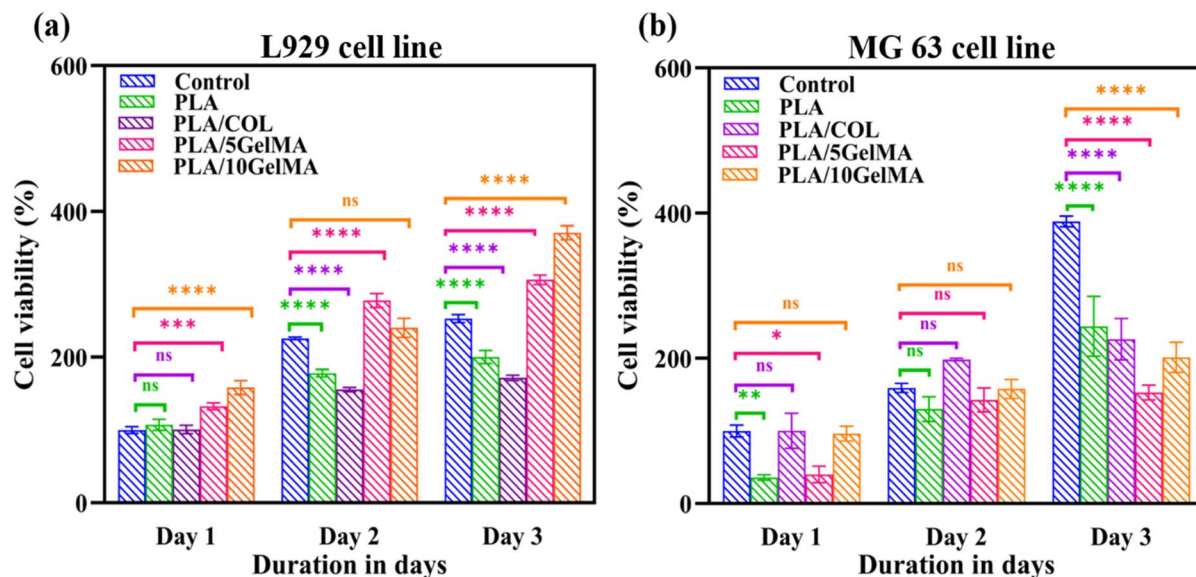 (a)
L929 cell line
Cell viability (%)
600
400
200
0
Control
PLA
PLA/COL
PLA/5GelMA
PLA/10GelMA
ns
ns
***
****
****
****
****
ns
****
****
****
****
Day 1 Day 2 Day 3
Duration in days
(b)
MG 63 cell line
Cell viability (%)
600
400
200
0
Control
PLA
PLA/COL
PLA/5GelMA
PLA/10GelMA
**
ns
*
ns
ns
ns
ns
ns
****
****
****
****
Day 1 Day 2 Day 3
Duration in days